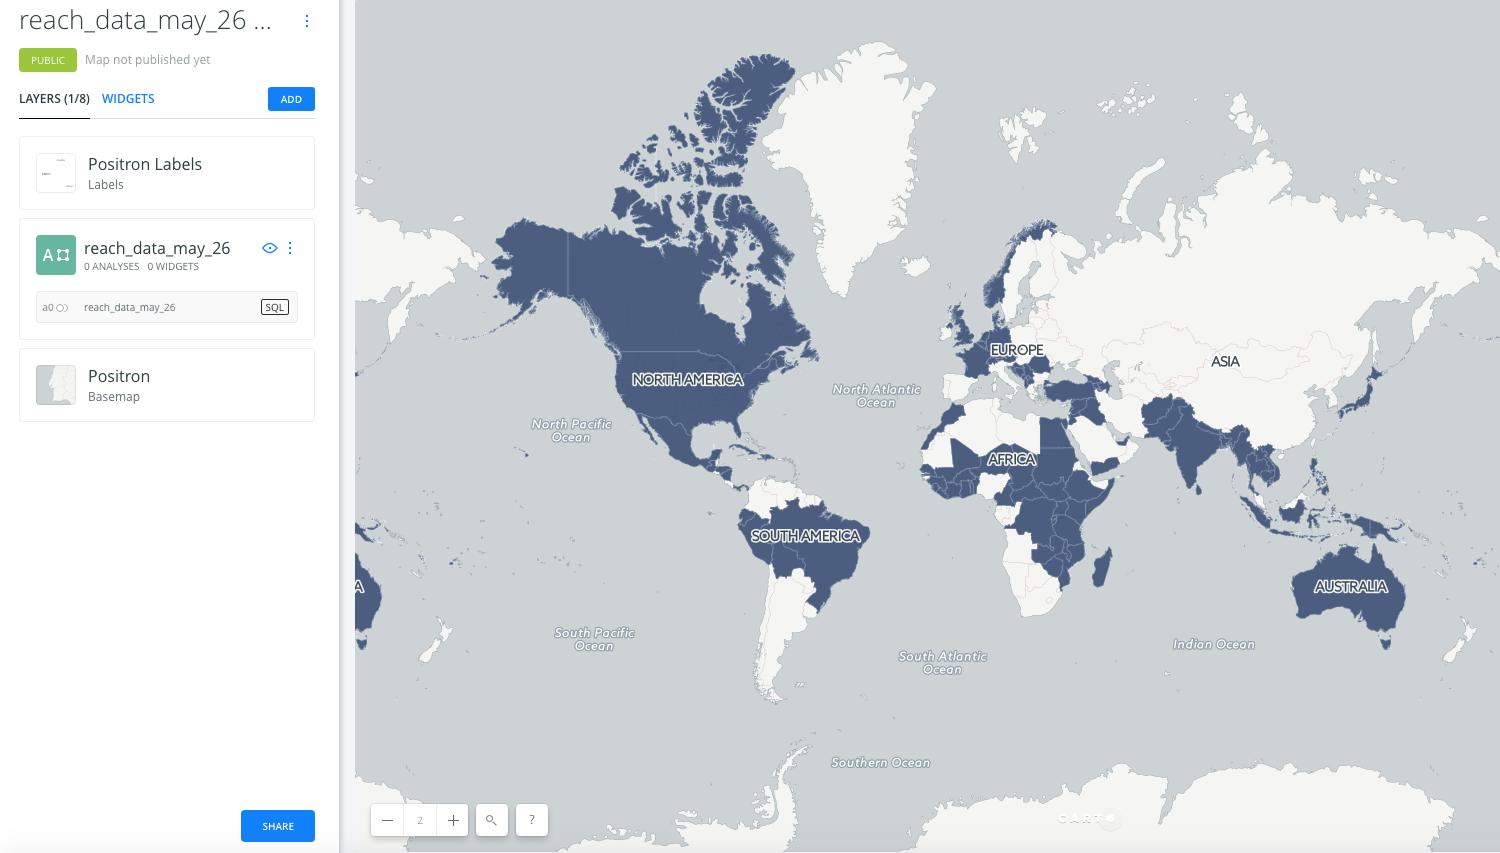 reach_data_may_26 ...
PUBLIC
Map not published yet
LAYERS (1/8)
WIDGETS
ADD
Positron Labels
Labels
A
reach_data_may_26
0 ANALYSES
0 WIDGETS
a0
reach_data_may_26
SQL
Positron
Basemap
SHARE
NORTH AMERICA
EUROPE
ASIA
North Atlantic
Ocean
North Pacific
Ocean
AFRICA
SOUTH AMERICA
A
AUSTRALIA
South Pacific
Ocean
South Atlantic
Ocean
Indian Ocean
Southern Ocean
2
?
CARTO